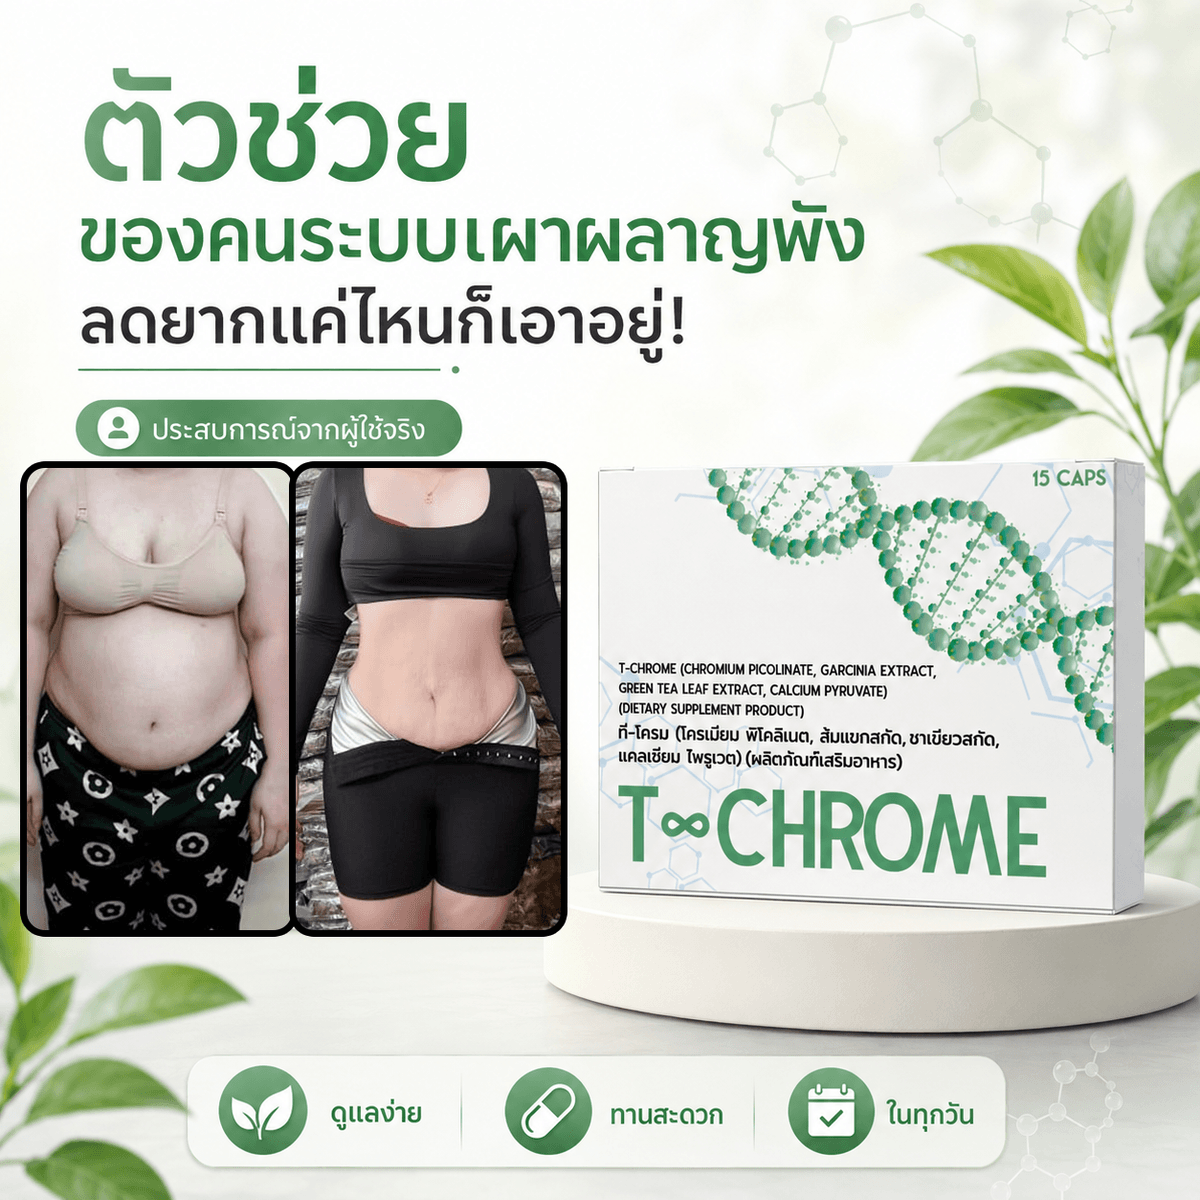 ตัวช่วย
ของคนระบบเผาผลาญพัง
ลดยากแค่ไหนก็เอาอยู่!
ประสบการณ์จากผู้ใช้จริง
15 CAPS
T-CHROME (CHROMIUM PICOLINATE, GARCINIA EXTRACT,
GREEN TEA LEAF EXTRACT, CALCIUM PYRUVATE)
(DIETARY SUPPLEMENT PRODUCT)
ที-โครม (โครเมียม พิโคลิเนต, ส้มแขกสกัด, ชาเขียวสกัด,
แคลเซียม ไพรูเวต) (ผลิตภัณฑ์เสริมอาหาร)
T∞CHROME
ดูแลง่าย
ทานสะดวก
ในทุกวัน